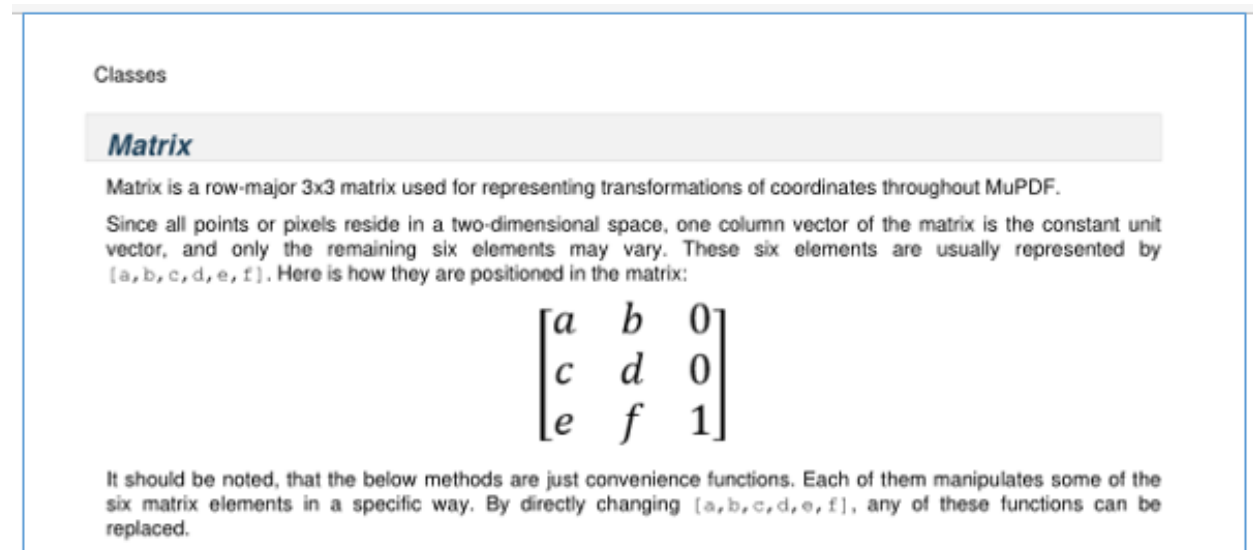 Classes
Matrix
Matrix is a row-major 3x3 matrix used for representing transformations of coordinates throughout MuPDF.
Since all points or pixels reside in a two-dimensional space, one column vector of the matrix is the constant unit
vector, and only the remaining six elements may vary. These six elements are usually represented by
[a,b,c,d,e,f]. Here is how they are positioned in the matrix:
a b 0
c d 0
e f 1
It should be noted, that the below methods are just convenience functions. Each of them manipulates some of the
six matrix elements in a specific way. By directly changing [a,b,c,d,e,f], any of these functions can be
replaced.